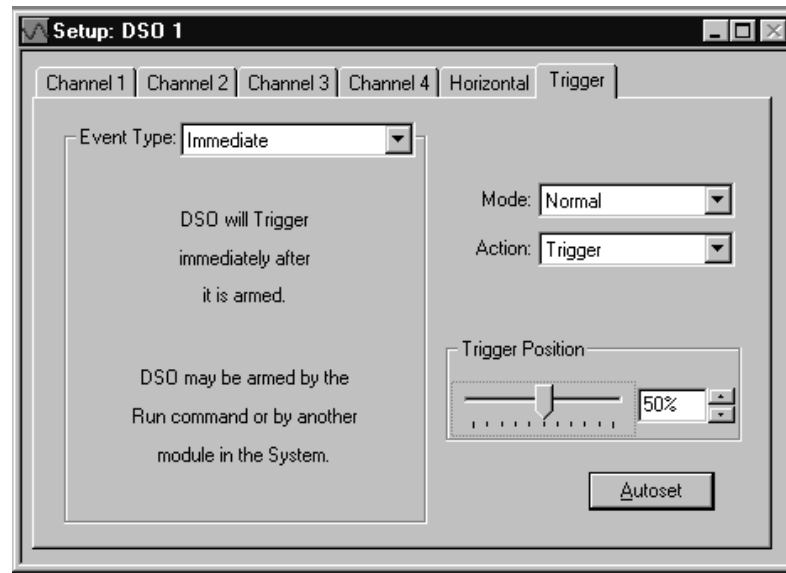 Setup: DSO 1
Channel 1 Channel 2 Channel 3 Channel 4 Horizontal Trigger
Event Type: Immediate
DSO will Trigger
immediately after
it is armed.
DSO may be armed by the
Run command or by another
module in the System.
Mode: Normal
Action: Trigger
Trigger Position
50%
Autoset